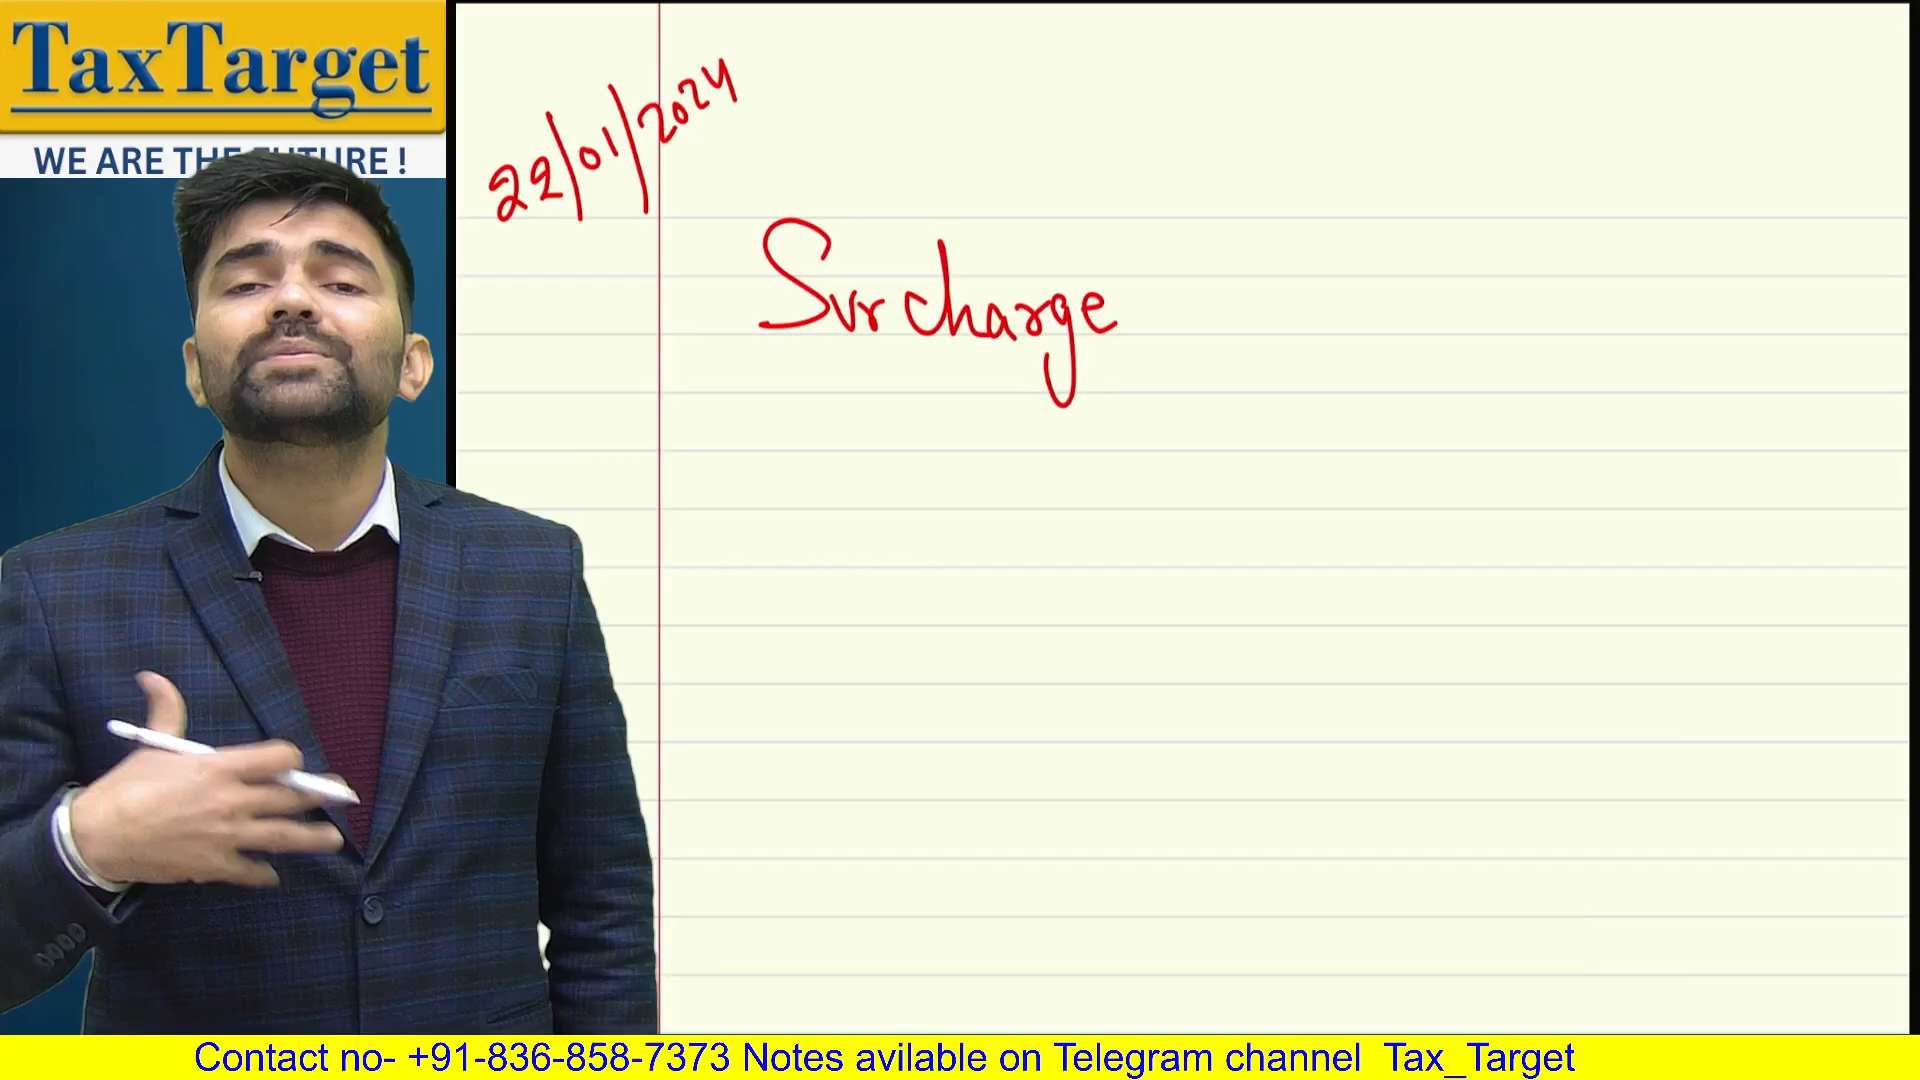 TaxTarget
WE ARE THE FUTURE !
22/01/2024
Surcharge
Contact no- +91-836-858-7373 Notes avilable on Telegram channel Tax_Target